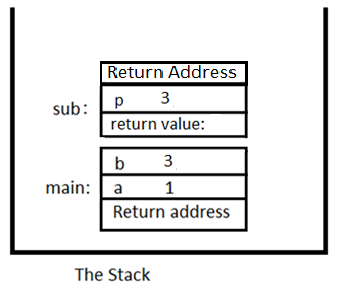 Return Address
sub: p 3
return value:
b 3
main: a 1
Return address
The Stack